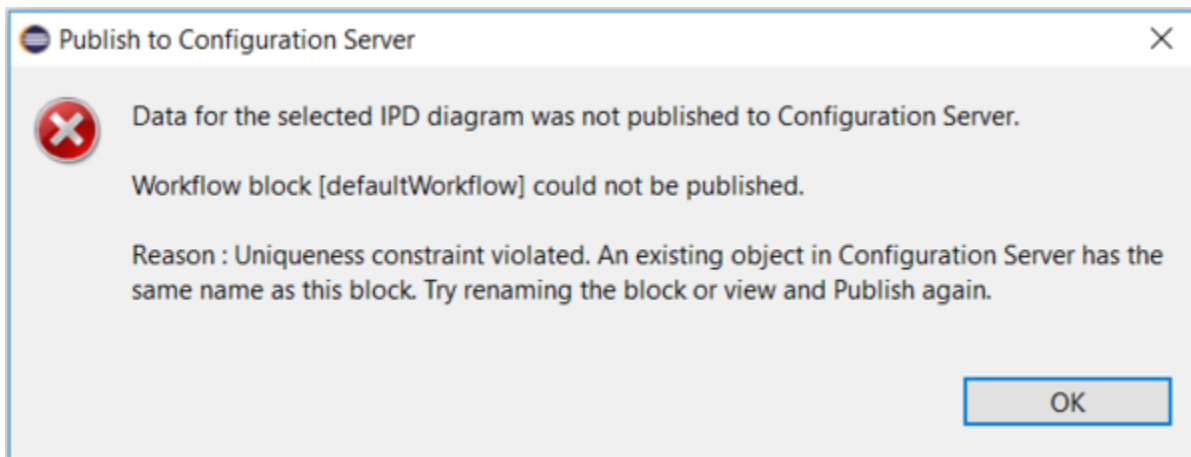 Publish to Configuration Server
Data for the selected IPD diagram was not published to Configuration Server.
Workflow block [defaultWorkflow] could not be published.
Reason : Uniqueness constraint violated. An existing object in Configuration Server has the
same name as this block. Try renaming the block or view and Publish again.
OK